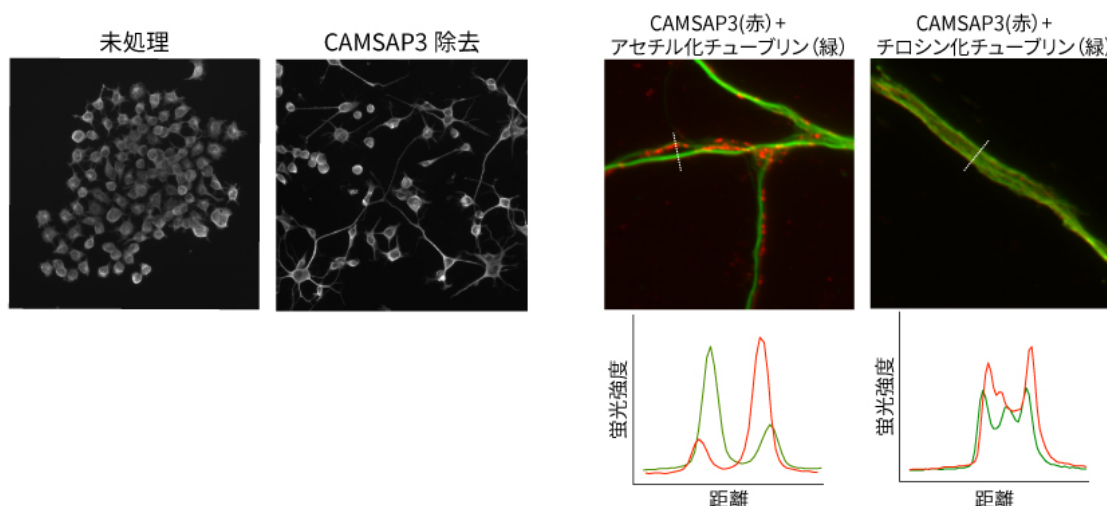 未処理
CAMSAP3 除去
CAMSAP3(赤)+
アセチル化チューブリン(緑)
CAMSAP3(赤)+
チロシン化チューブリン(緑)
蛍光強度
距離
蛍光強度
距離